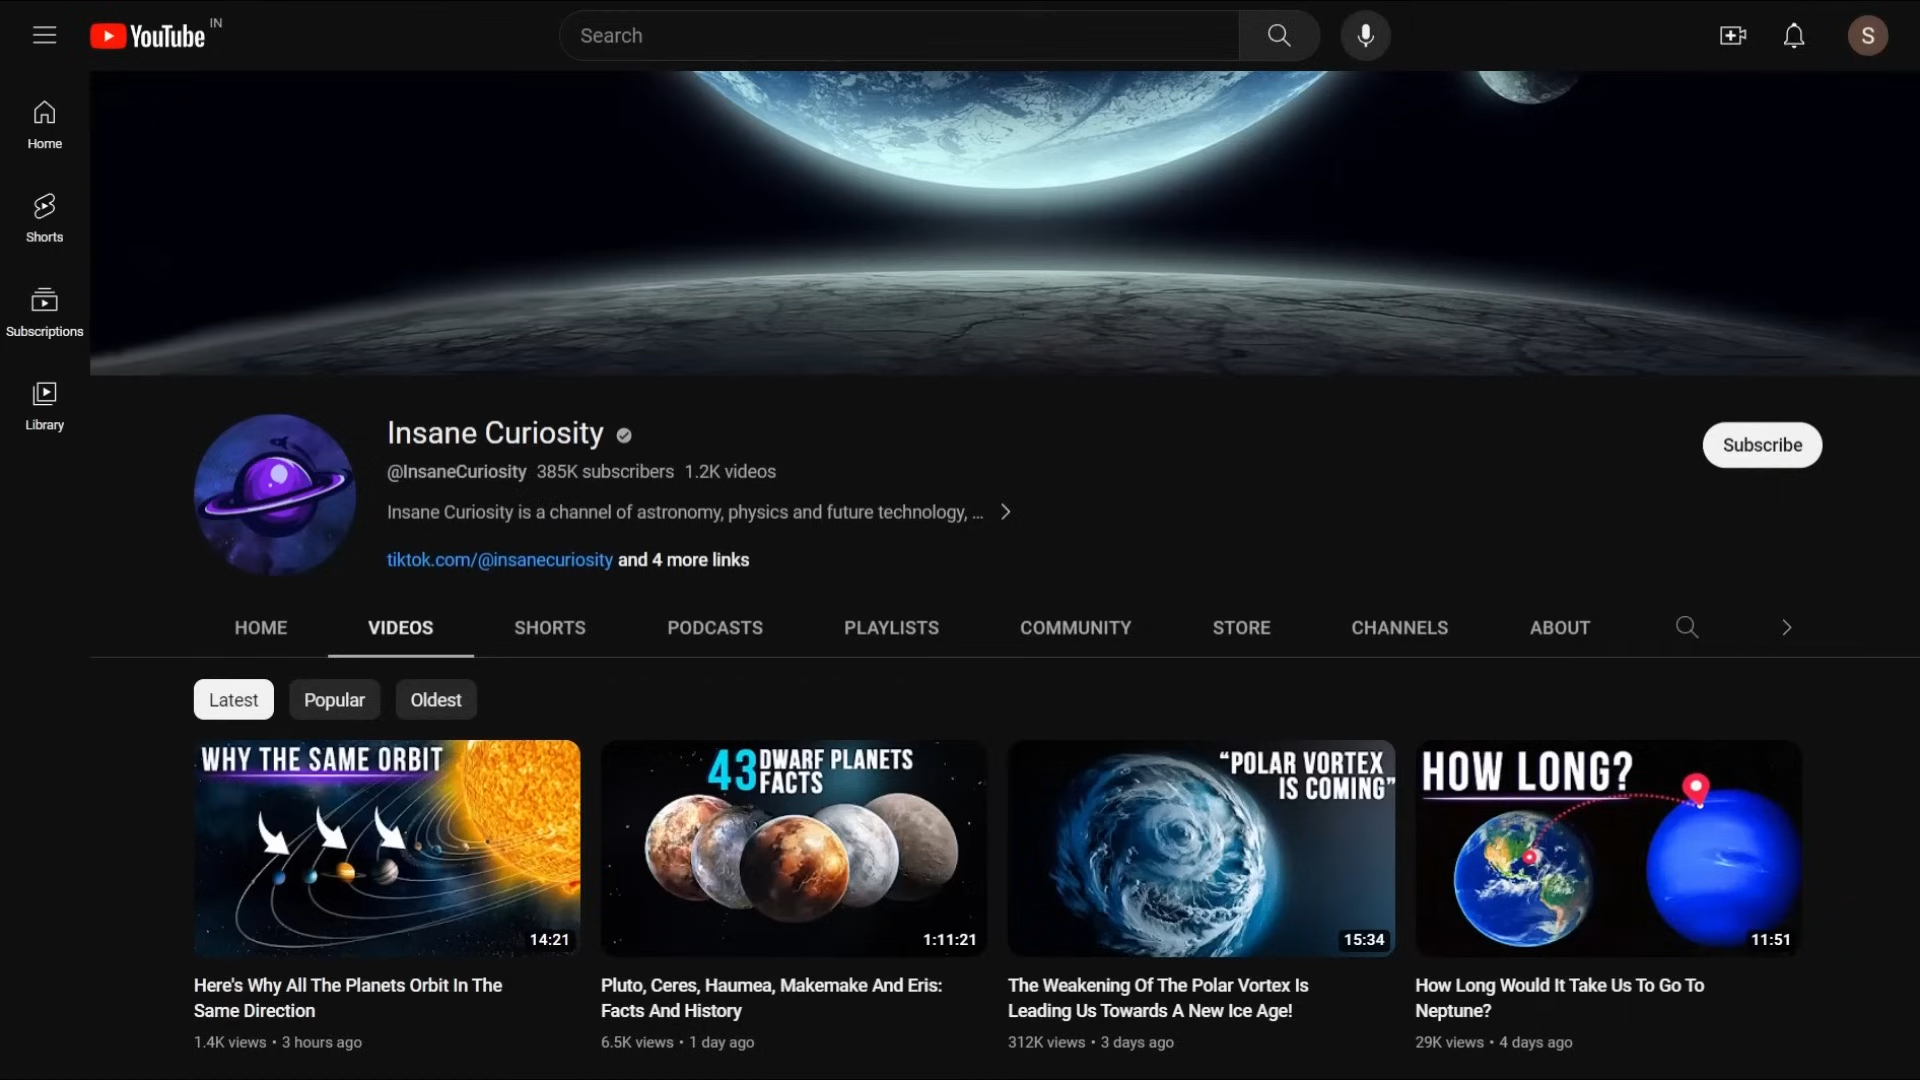 YouTube IN
Search
S
Home
Shorts
Subscriptions
Library
Insane Curiosity
@InsaneCuriosity 385K subscribers 1.2K videos
Insane Curiosity is a channel of astronomy, physics and future technology, ...
tiktok.com/@insanecuriosity and 4 more links
Subscribe
HOME VIDEOS SHORTS PODCASTS PLAYLISTS COMMUNITY STORE CHANNELS ABOUT
Latest Popular Oldest
WHY THE SAME ORBIT
14:21
43 DWARF PLANETS
FACTS
1:11:21
“POLAR VORTEX
IS COMING”
15:34
HOW LONG?
11:51
Here's Why All The Planets Orbit In The
Same Direction
1.4K views • 3 hours ago
Pluto, Ceres, Haumea, Makemake And Eris:
Facts And History
6.5K views • 1 day ago
The Weakening Of The Polar Vortex Is
Leading Us Towards A New Ice Age!
312K views • 3 days ago
How Long Would It Take Us To Go To
Neptune?
29K views • 4 days ago